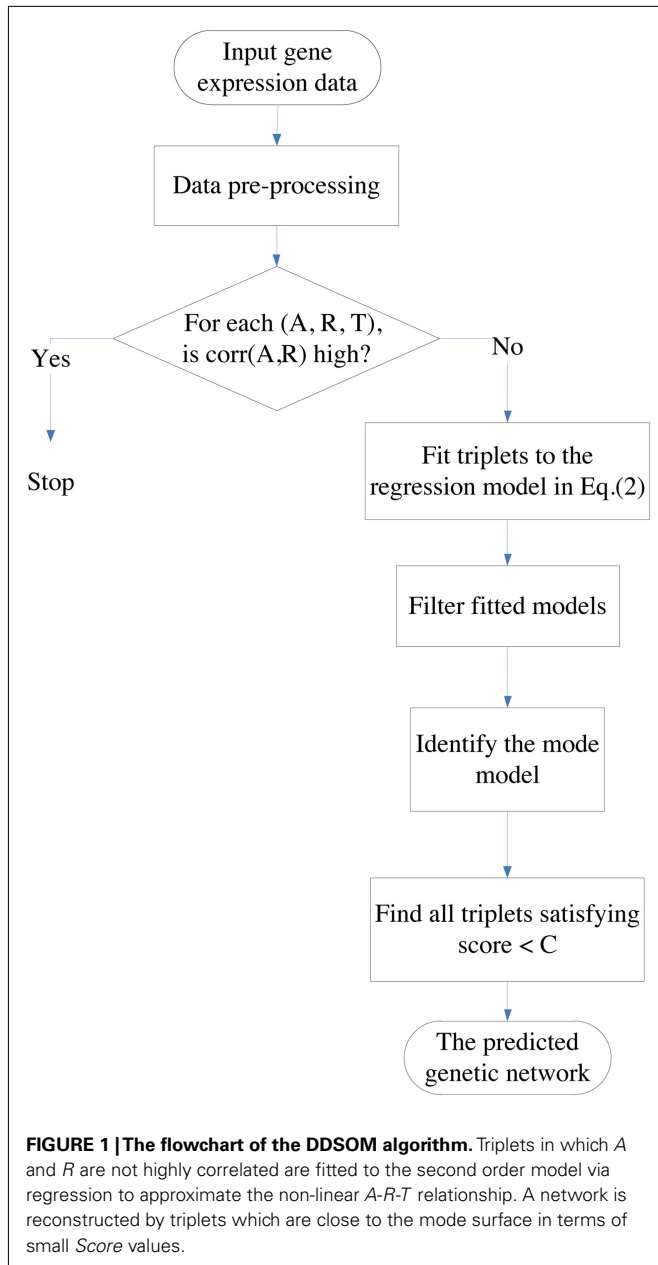 Input gene
expression data
Data pre-processing
For each (A, R, T),
is corr(A,R) high?
Yes
No
Stop
Fit triplets to the
regression model in Eq.(2)
Filter fitted models
Identify the mode
model
Find all triplets satisfying
score < C
The predicted
genetic network
FIGURE 1 | The flowchart of the DDSOM algorithm. Triplets in which A
and R are not highly correlated are fitted to the second order model via
regression to approximate the non-linear A-R-T relationship. A network is
reconstructed by triplets which are close to the mode surface in terms of
small Score values.